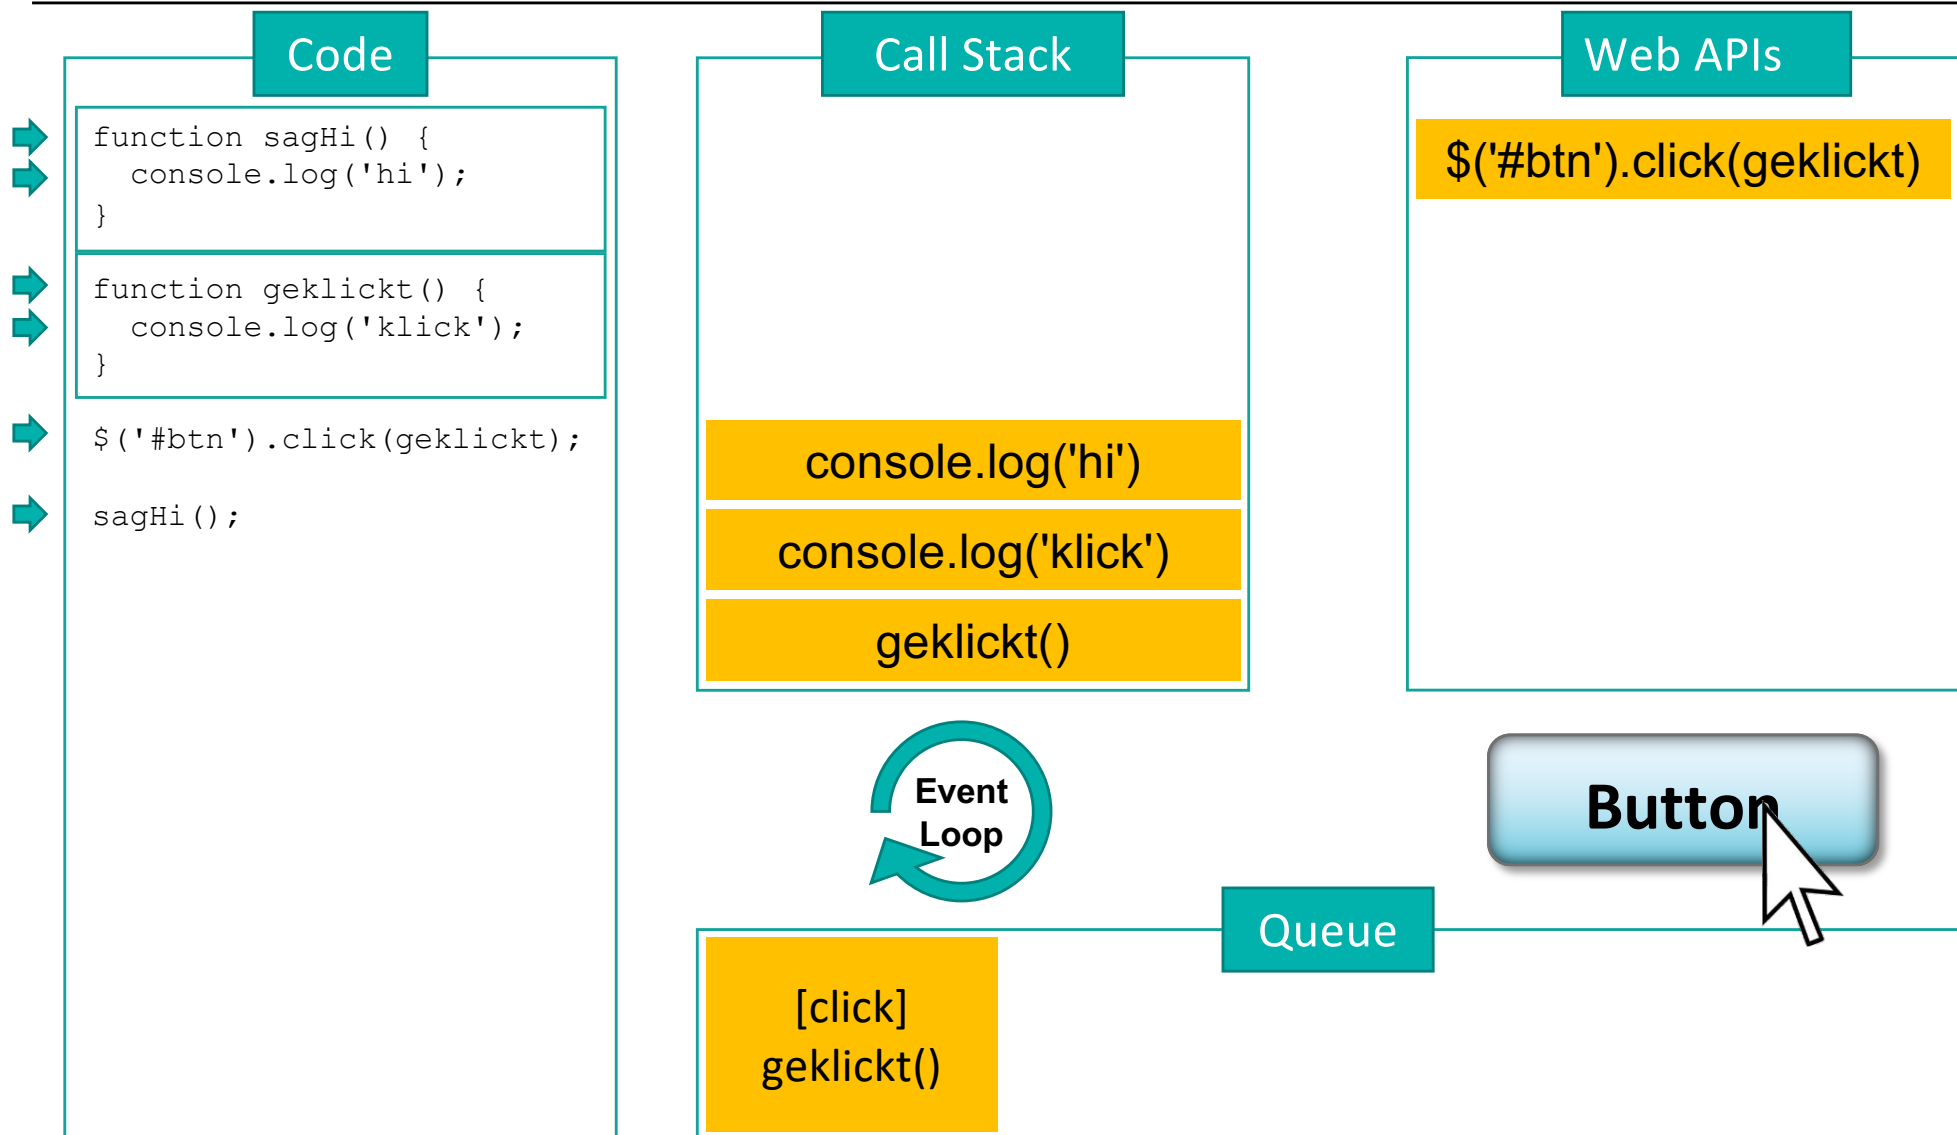 Code
function sagHi() {
  console.log('hi');
}
function geklickt() {
  console.log('klick');
}
$('#btn').click(geklickt);
sagHi();
Call Stack
console.log('hi')
console.log('klick')
geklickt()
Web APIs
$('#btn').click(geklickt)
Event
Loop
Button
Queue
[click]
geklickt()